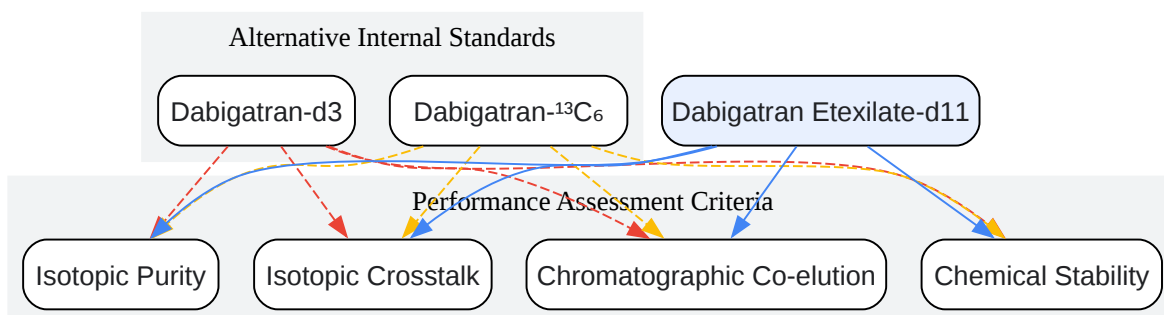 Alternative Internal Standards
Dabigatran-d3
Dabigatran-¹³C₆
Dabigatran Etexilate-d11
Performance Assessment Criteria
Isotopic Purity
Isotopic Crosstalk
Chromatographic Co-elution
Chemical Stability